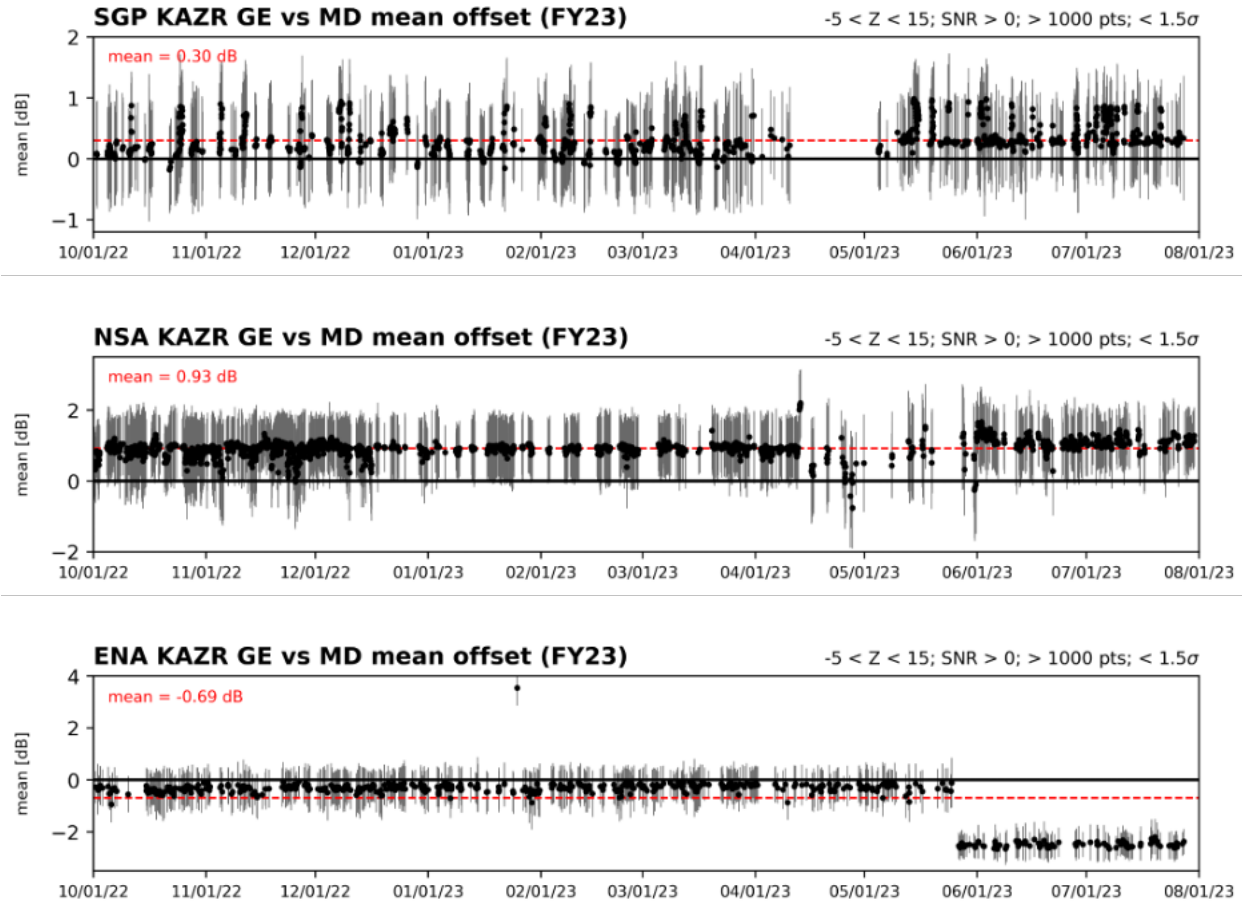 SGP KAZR GE vs MD mean offset (FY23) -5 < Z < 15; SNR > 0; > 1000 pts; < 1.5σ
mean = 0.30 dB
mean [dB]
2
1
0
−1
10/01/22 11/01/22 12/01/22 01/01/23 02/01/23 03/01/23 04/01/23 05/01/23 06/01/23 07/01/23 08/01/23
NSA KAZR GE vs MD mean offset (FY23) -5 < Z < 15; SNR > 0; > 1000 pts; < 1.5σ
mean = 0.93 dB
mean [dB]
2
0
−2
10/01/22 11/01/22 12/01/22 01/01/23 02/01/23 03/01/23 04/01/23 05/01/23 06/01/23 07/01/23 08/01/23
ENA KAZR GE vs MD mean offset (FY23) -5 < Z < 15; SNR > 0; > 1000 pts; < 1.5σ
mean = -0.69 dB
mean [dB]
4
2
0
−2
10/01/22 11/01/22 12/01/22 01/01/23 02/01/23 03/01/23 04/01/23 05/01/23 06/01/23 07/01/23 08/01/23